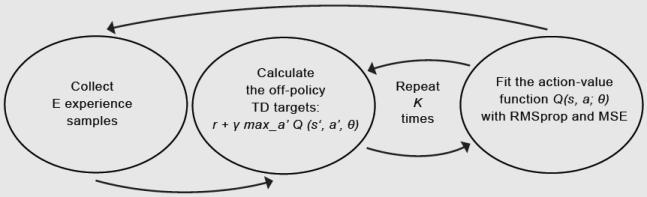 Collect
E experience
samples
Calculate
the off-policy
TD targets:
r + γ max_a' Q (s‘, a’, θ)
Repeat
K
times
Fit the action-value
function Q(s, a; θ)
with RMSprop and MSE